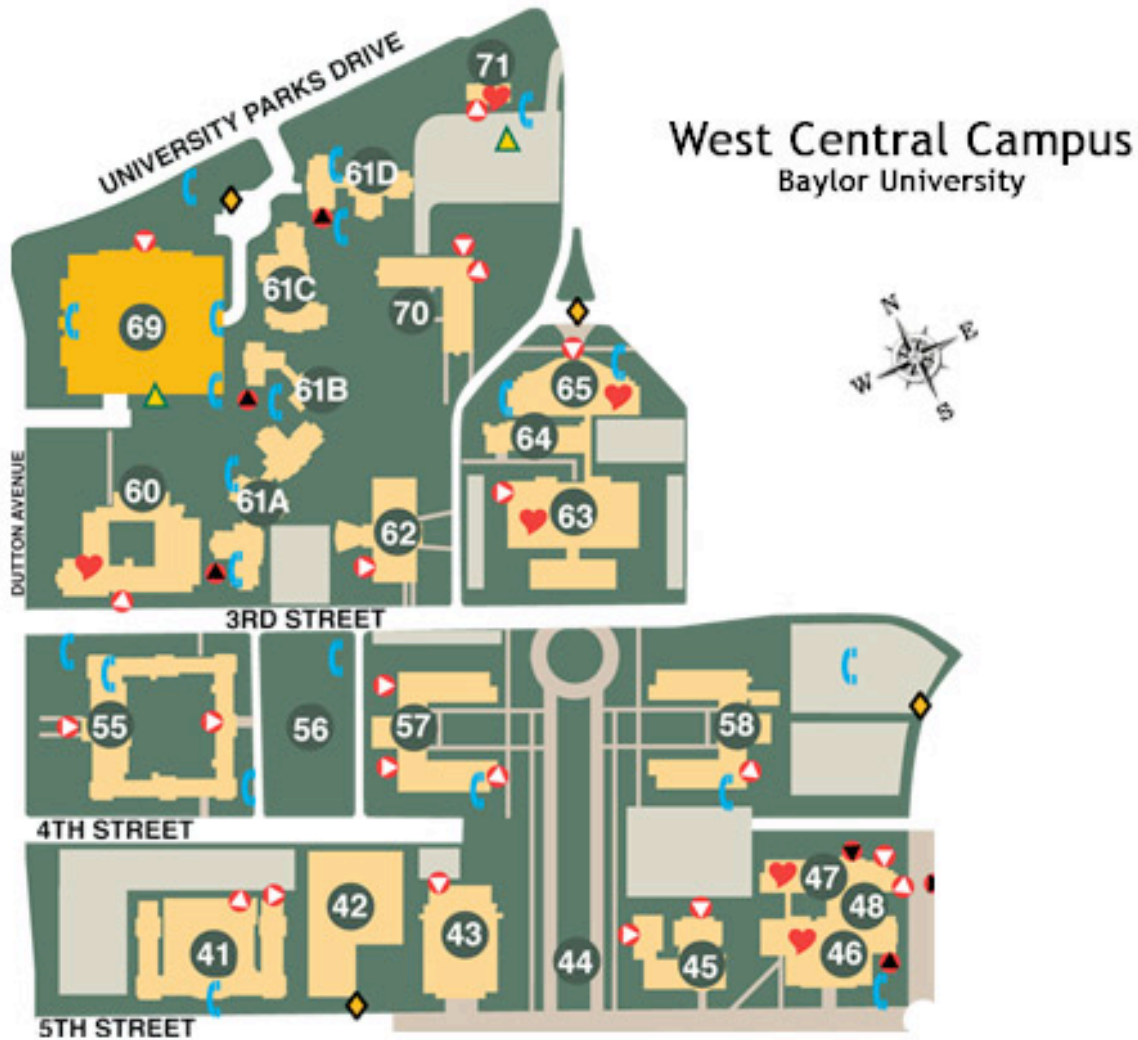 71
UNIVERSITY PARKS DRIVE
West Central Campus
Baylor University
61D
61C
N
E
W
S
69
70
61B
65
64
60
61A
63
62
DUTTON AVENUE
3RD STREET
55
56
57
58
4TH STREET
47
42
48
43
41
44
45
46
5TH STREET